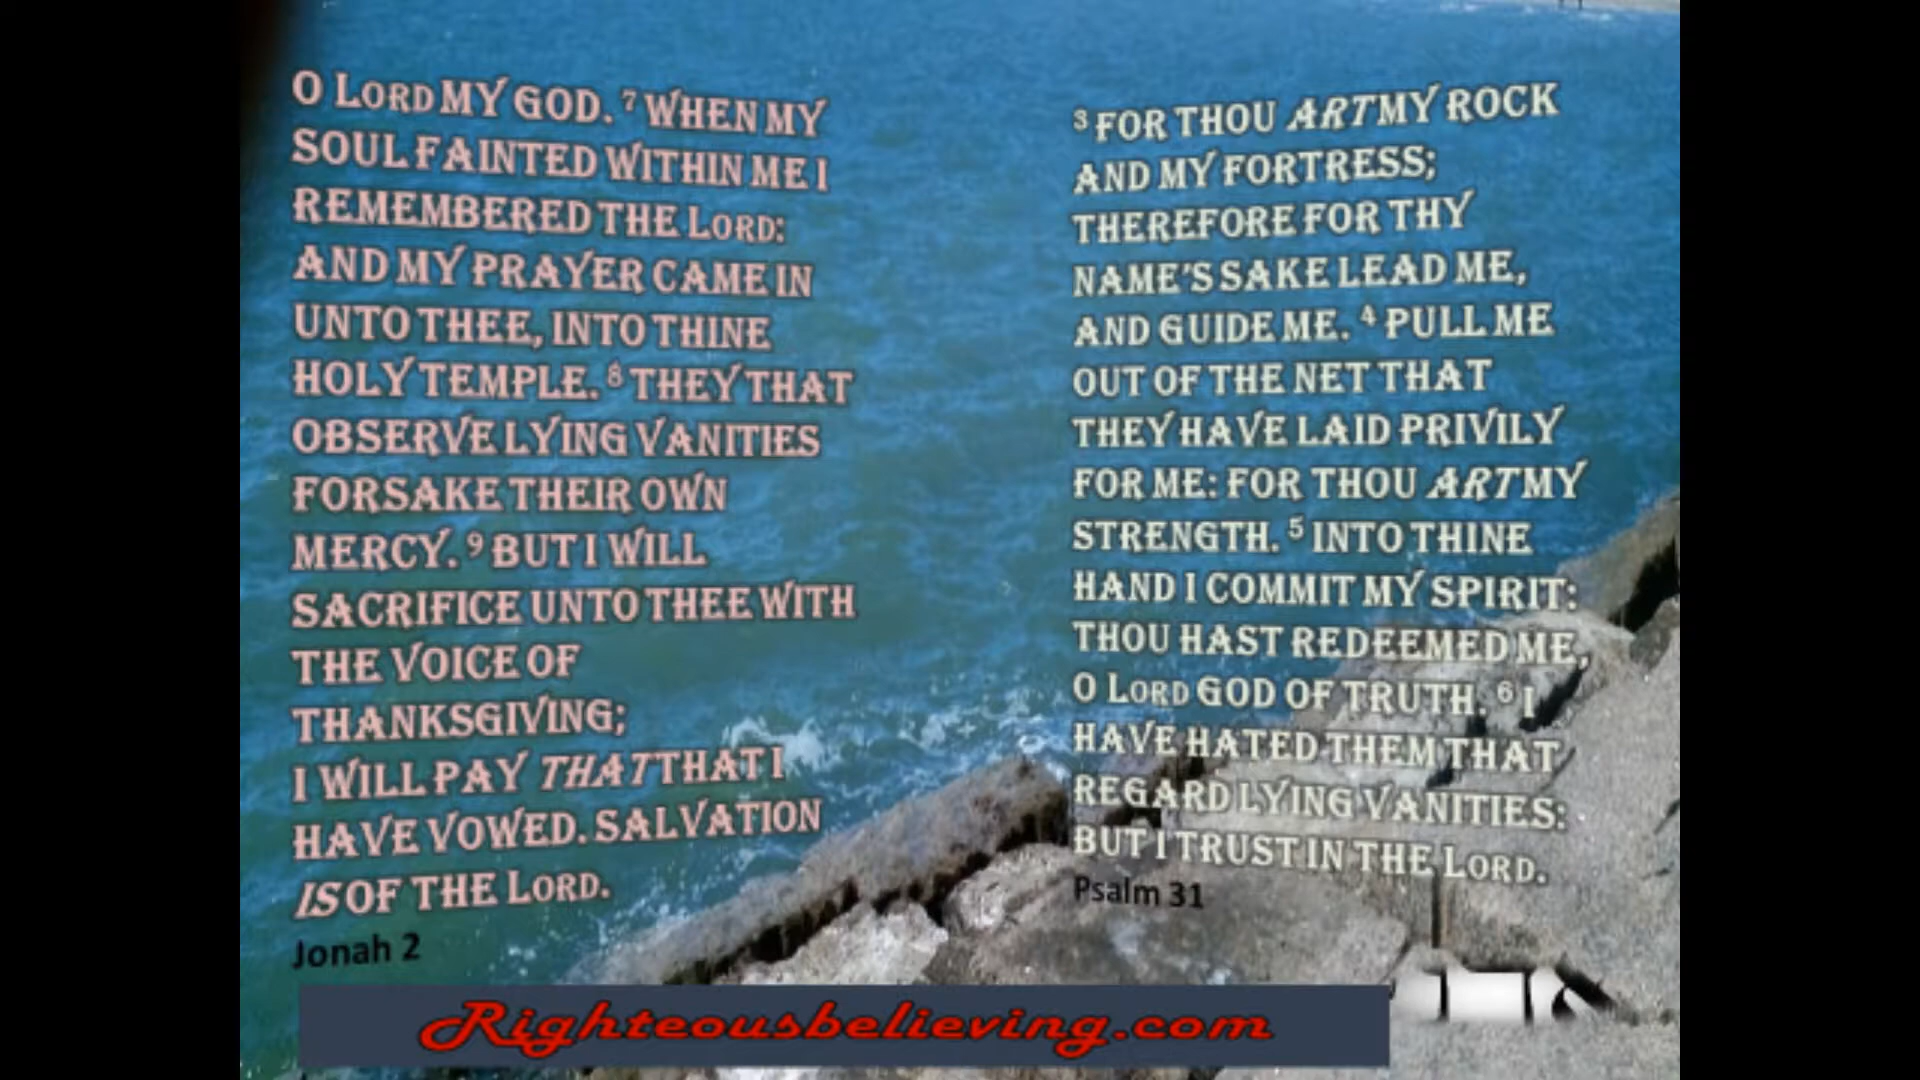 O LORD MY GOD. 7 WHEN MY
SOUL FAINTED WITHIN ME I
REMEMBERED THE LORD:
AND MY PRAYER CAME IN
UNTO THEE, INTO THINE
HOLY TEMPLE. 8 THEY THAT
OBSERVE LYING VANITIES
FORSAKE THEIR OWN
MERCY. 9 BUT I WILL
SACRIFICE UNTO THEE WITH
THE VOICE OF
THANKSGIVING;
I WILL PAY THAT THAT I
HAVE VOWED. SALVATION
IS OF THE LORD.
Jonah 2
3 FOR THOU ART MY ROCK
AND MY FORTRESS;
THEREFORE FOR THY
NAME'S SAKE LEAD ME,
AND GUIDE ME. 4 PULL ME
OUT OF THE NET THAT
THEY HAVE LAID PRIVILY
FOR ME: FOR THOU ART MY
STRENGTH. 5 INTO THINE
HAND I COMMIT MY SPIRIT:
THOU HAST REDEEMED ME,
O LORD GOD OF TRUTH. 6 I
HAVE HATED THEM THAT
REGARD LYING VANITIES:
BUT I TRUST IN THE LORD.
Psalm 31
Righteousbelieving.com